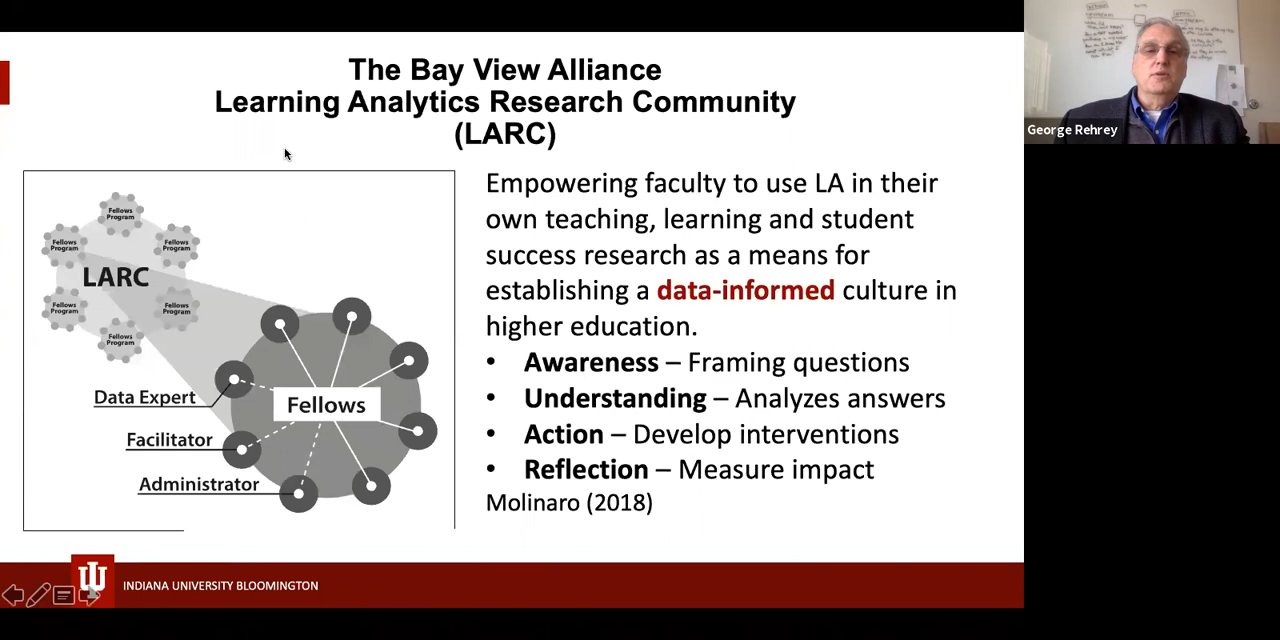 The Bay View Alliance
Learning Analytics Research Community
(LARC)
George Rehrey
Fellows
Program
Fellows
Program
Fellows
Program
LARC
Fellows
Program
Fellows
Program
Fellows
Program
Data Expert
Facilitator
Administrator
Fellows
Empowering faculty to use LA in their
own teaching, learning and student
success research as a means for
establishing a data-informed culture in
higher education.
• Awareness – Framing questions
• Understanding – Analyzes answers
• Action – Develop interventions
• Reflection – Measure impact
Molinaro (2018)
INDIANA UNIVERSITY BLOOMINGTON